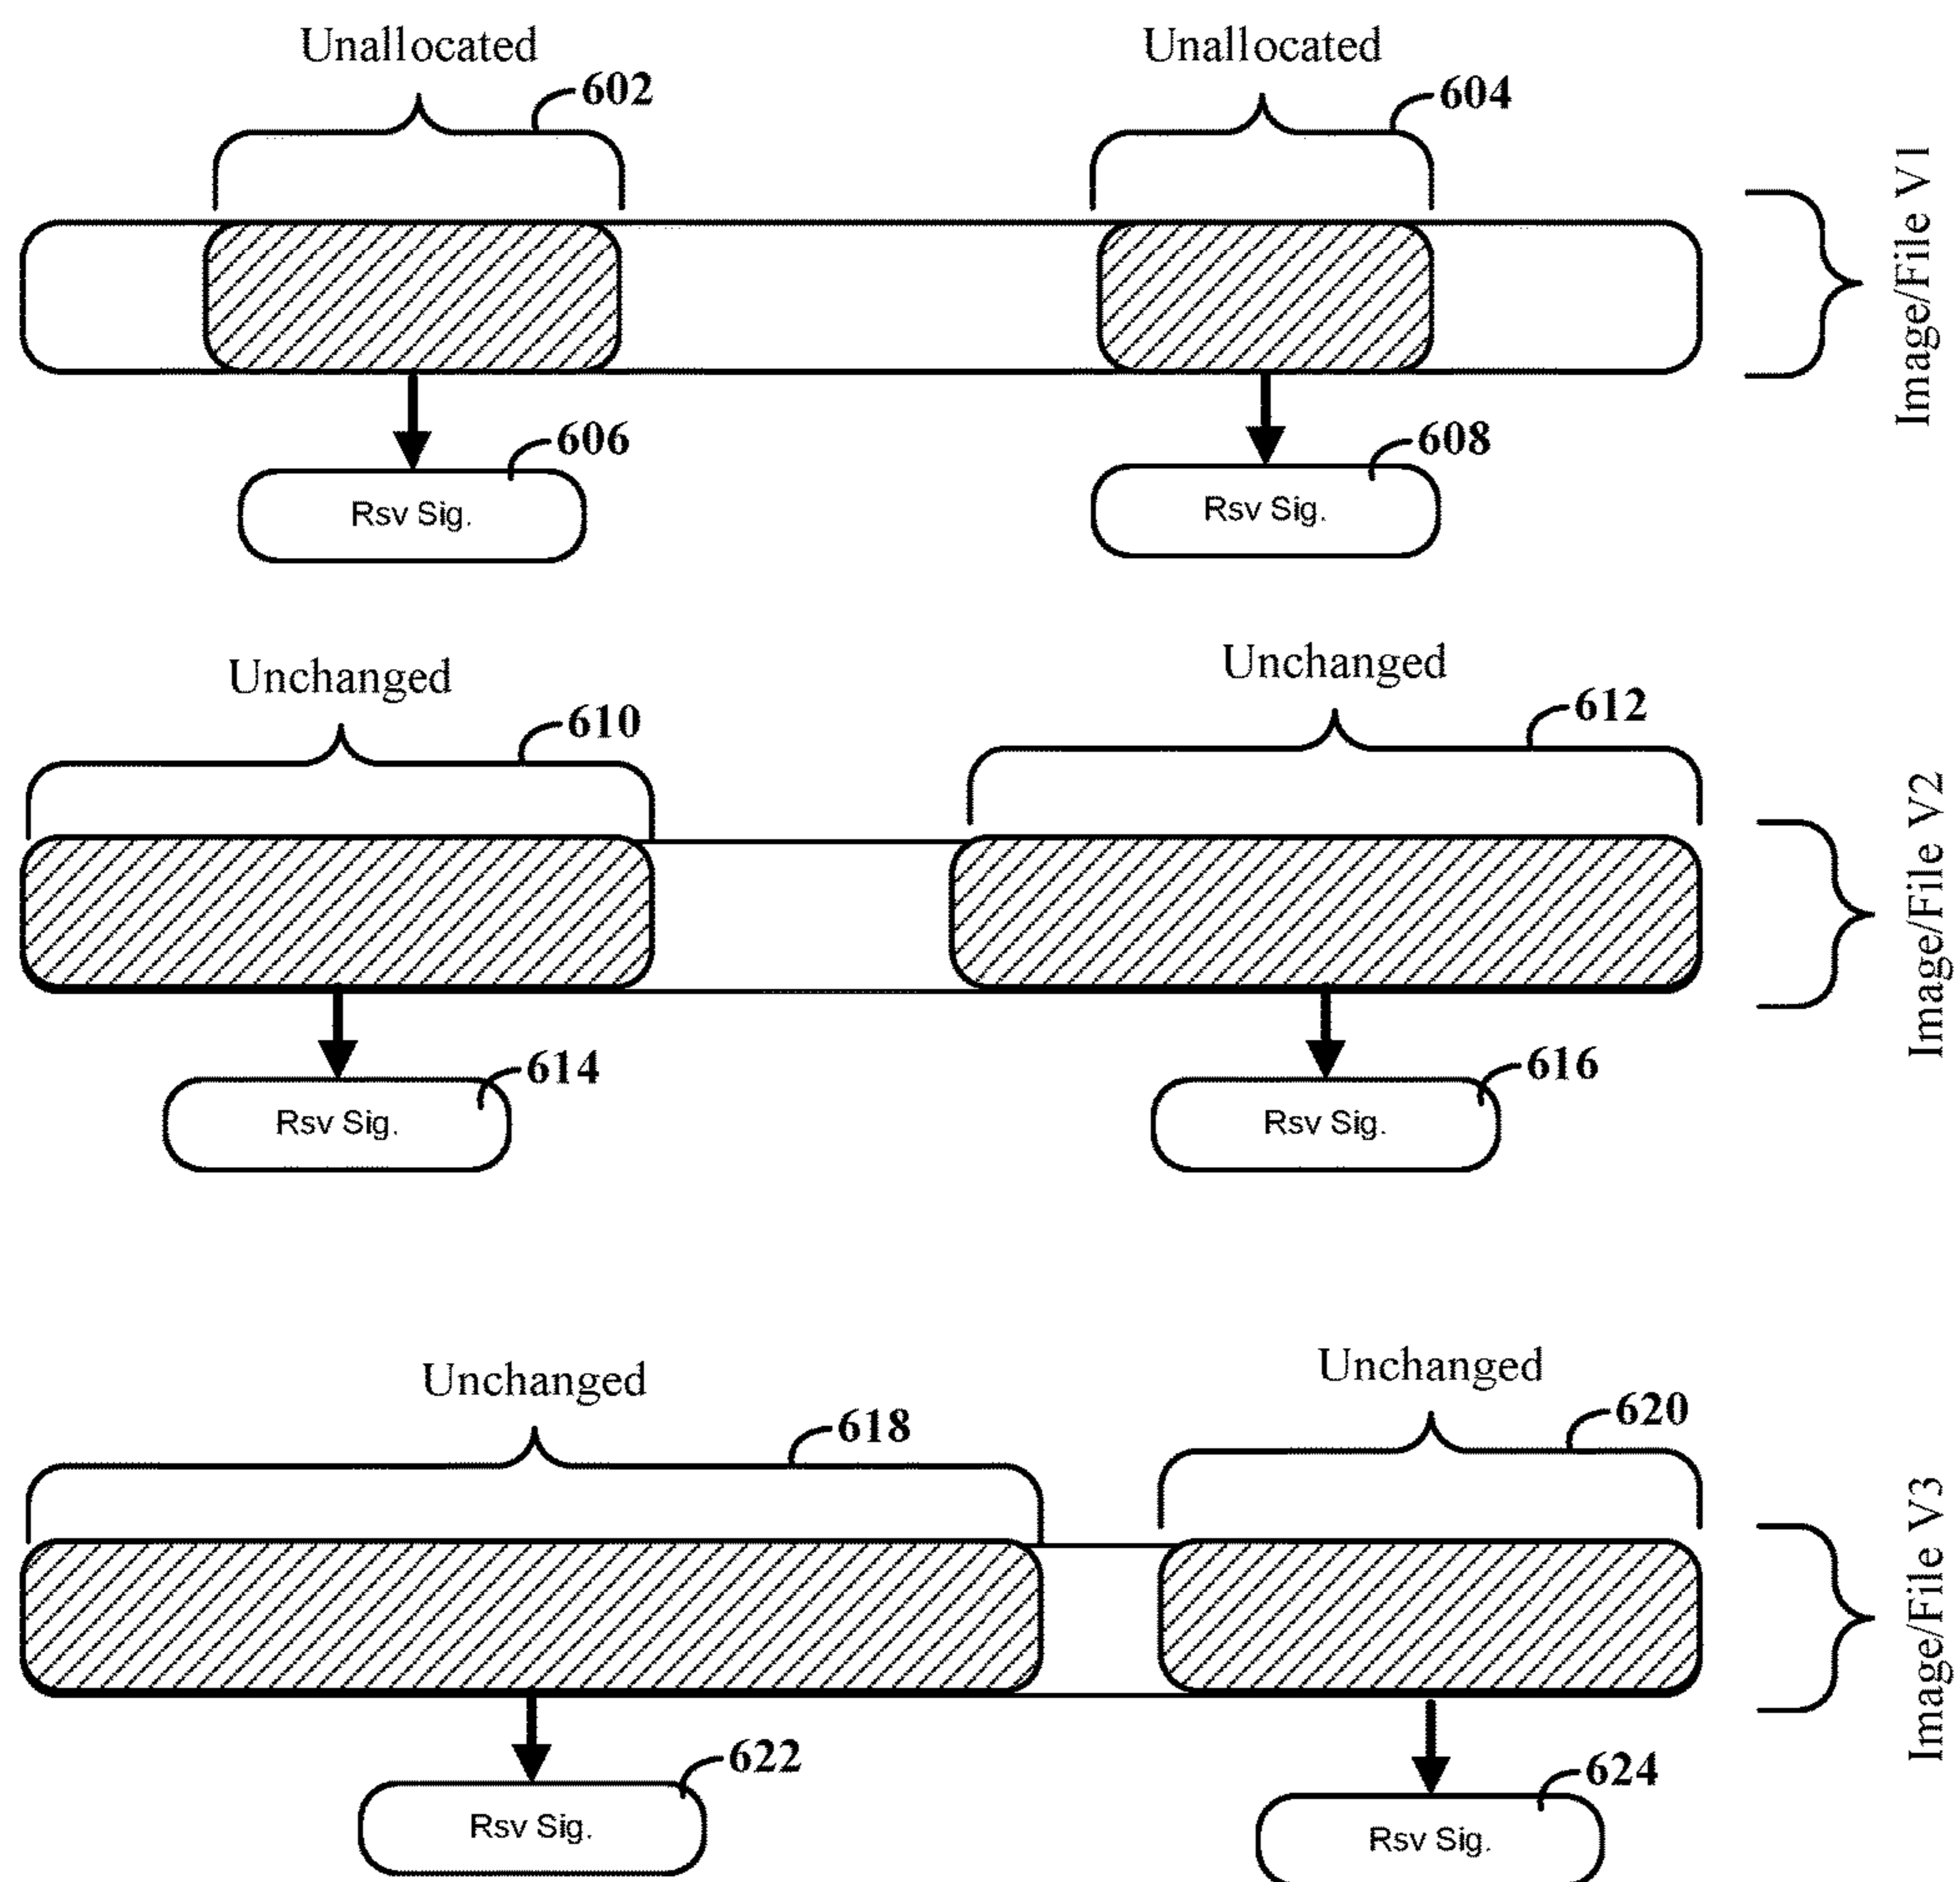 Unallocated
602
Unallocated
604
Image/File V1
606
Rsv Sig.
608
Rsv Sig.
Unchanged
610
Unchanged
612
Image/File V2
614
Rsv Sig.
616
Rsv Sig.
Unchanged
618
Unchanged
620
Image/File V3
622
Rsv Sig.
624
Rsv Sig.